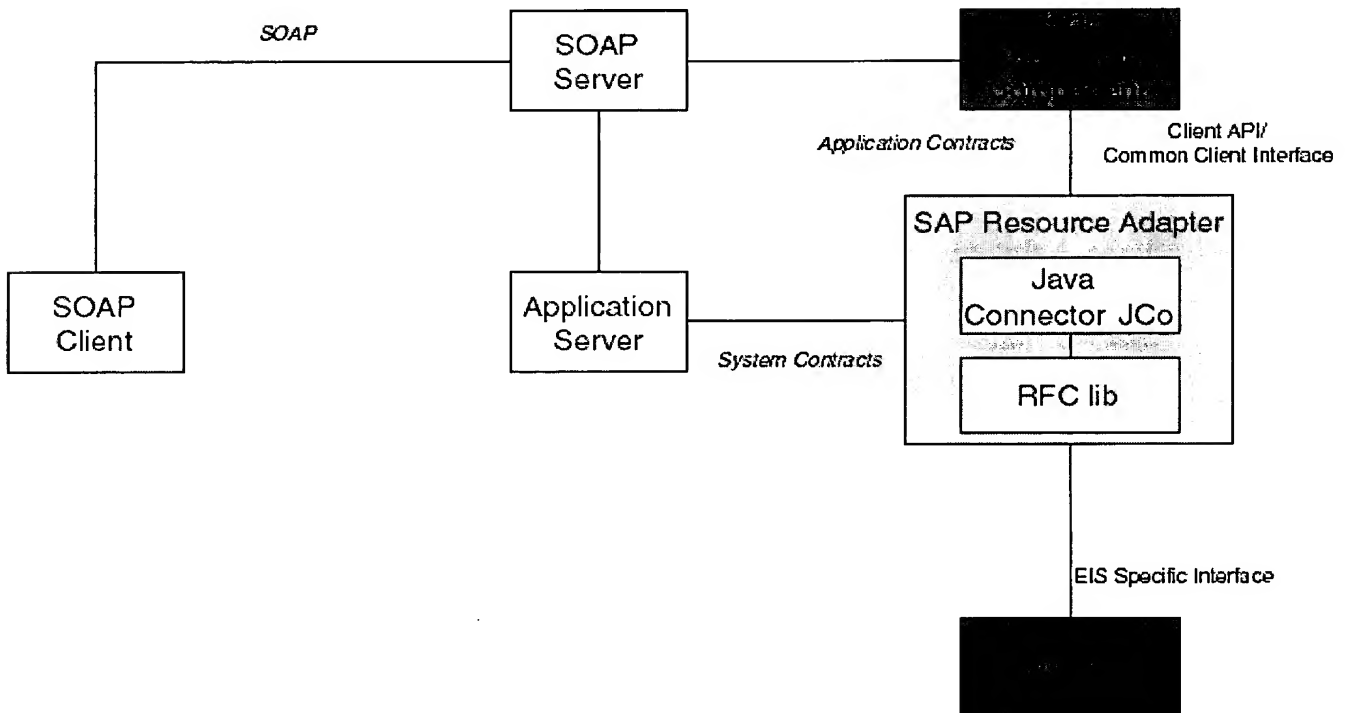 SOAP
SOAP
Server
Application Contracts
Client API/
Common Client Interface
SAP Resource Adapter
Java
Connector JCo
RFC lib
SOAP
Client
Application
Server
System Contracts
EIS Specific Interface